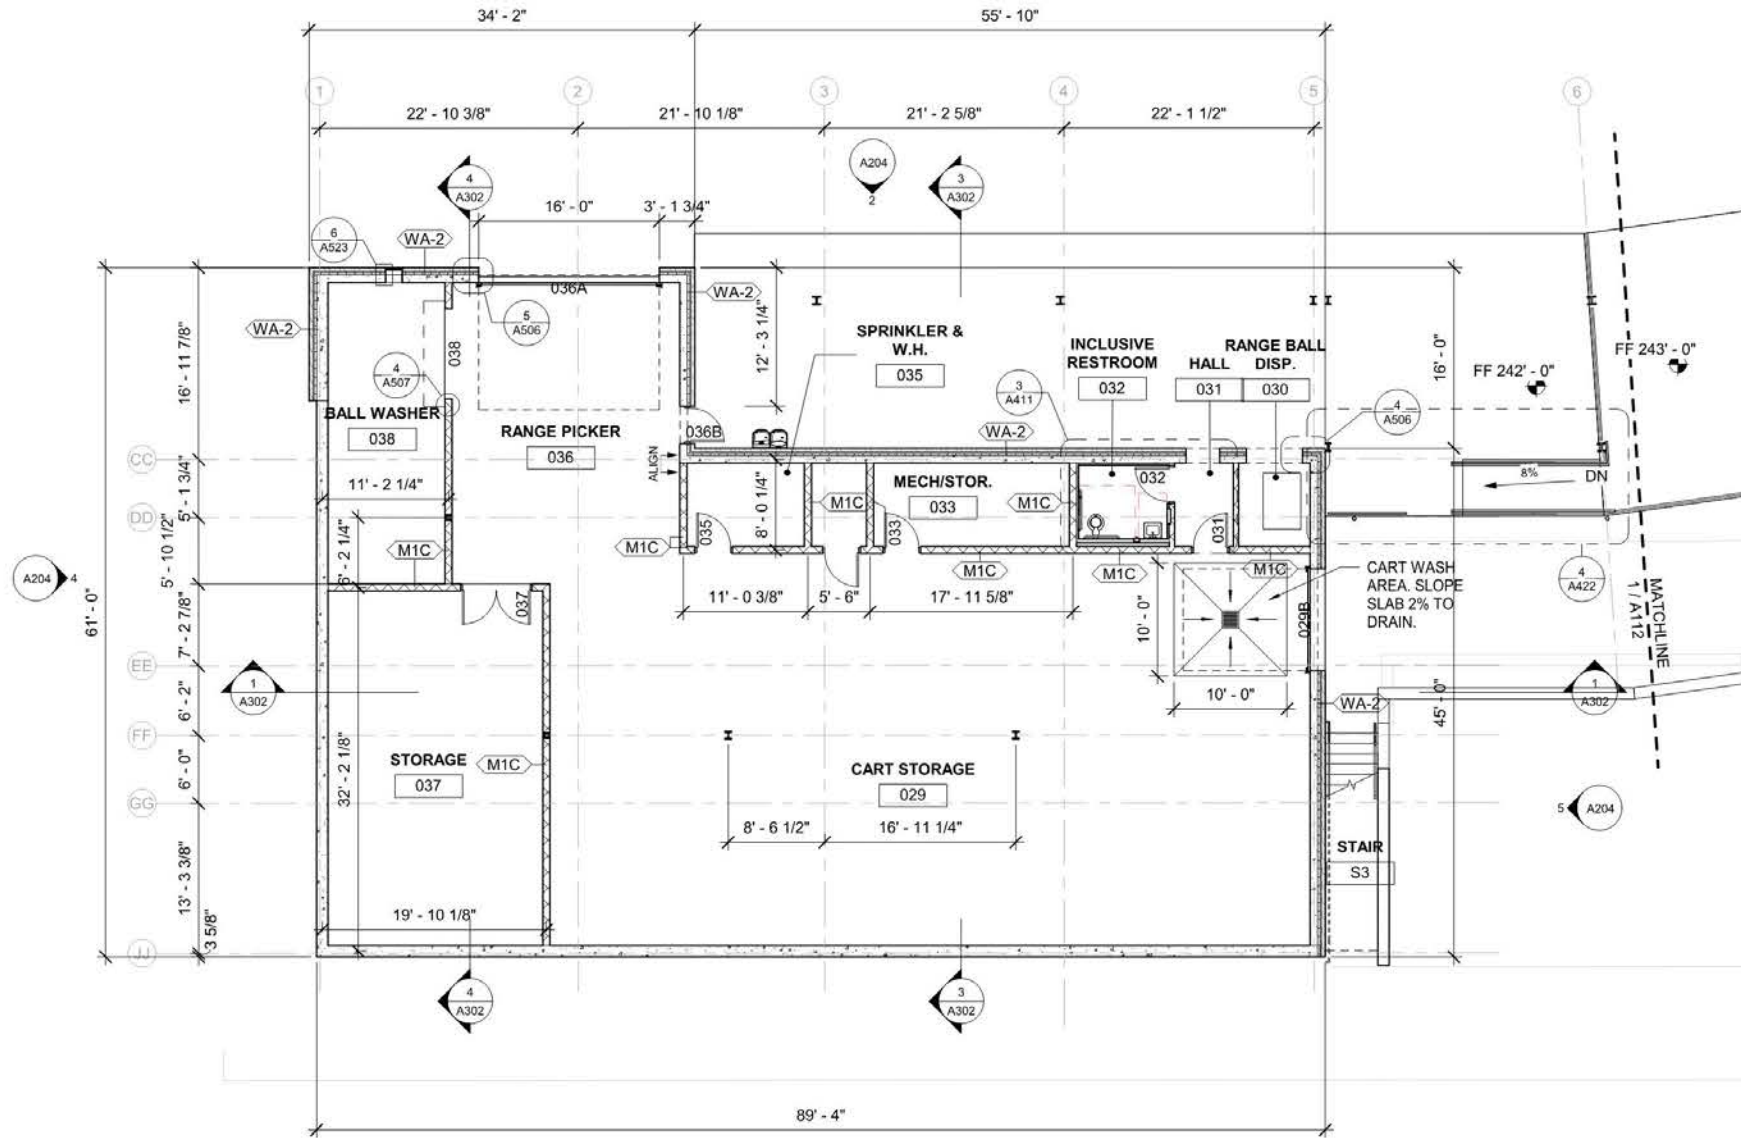 34' - 2"
55' - 10"
1
2
3
4
5
6
22' - 10 3/8"
21' - 10 1/8"
21' - 2 5/8"
22' - 1 1/2"
A204
2
4
A302
3
A302
16' - 0"
3' - 1 3/4"
6
A523
WA-2
036A
WA-2
WA-2
5
A506
038
4
A507
16' - 11 7/8"
12' - 3 1/4"
SPRINKLER &
W.H.
035
INCLUSIVE
RESTROOM
032
HALL
031
RANGE BALL
DISP.
030
16' - 0"
FF 242' - 0"
FF 243' - 0"
3
A411
4
A506
BALL WASHER
038
RANGE PICKER
036
036B
WA-2
CC
ALIGN
8%
DN
5' - 1 3/4"
11' - 2 1/4"
8' - 0 1/4"
M1C
MECH/STOR.
033
M1C
032
DD
035
033
031
M1C
M1C
M1C
M1C
M1C
5' - 10 1/2"
6' - 2 1/4"
A204
4
61' - 0"
CART WASH
AREA. SLOPE
SLAB 2% TO
DRAIN.
4
A422
MATCHLINE
1 / A112
037
11' - 0 3/8"
5' - 6"
17' - 11 5/8"
10' - 0"
029B
7' - 2 7/8"
EE
1
A302
10' - 0"
WA-2
45' - 0"
1
A302
6' - 2"
FF
STORAGE
037
M1C
CART STORAGE
029
6' - 0"
32' - 2 1/8"
GG
8' - 6 1/2"
16' - 11 1/4"
5
A204
STAIR
S3
13' - 3 3/8"
19' - 10 1/8"
3 5/8"
JJ
4
A302
3
A302
89' - 4"